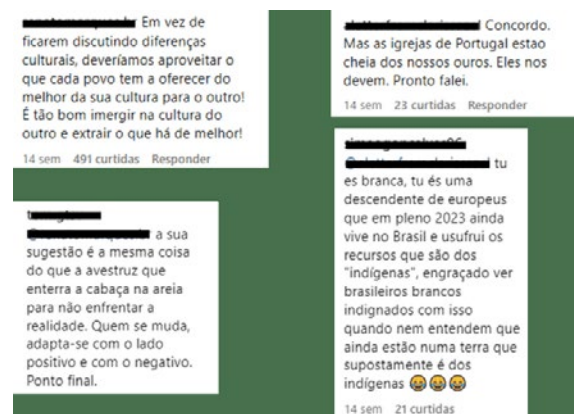 Em vez de
ficarem discutindo diferenças
culturais, deveríamos aproveitar o
que cada povo tem a oferecer do
melhor da sua cultura para o outro!
É tão bom imergir na cultura do
outro e extrair o que há de melhor!
14 sem 491 curtidas Responder
Concordo.
Mas as igrejas de Portugal estao
cheia dos nossos ouros. Eles nos
devem. Pronto falei.
14 sem 23 curtidas Responder
a sua
sugestão é a mesma coisa
do que a avestruz que
enterra a cabaça na areia
para não enfrentar a
realidade. Quem se muda,
adapta-se com o lado
positivo e com o negativo.
Ponto final.
tu
es branca, tu és uma
descendente de europeus
que em pleno 2023 ainda
vive no Brasil e usufrui os
recursos que são dos
"indígenas", engraçado ver
brasileiros brancos
indignados com isso
quando nem entendem que
ainda estão numa terra que
supostamente é dos
indígenas 😂😂😂
14 sem 21 curtidas